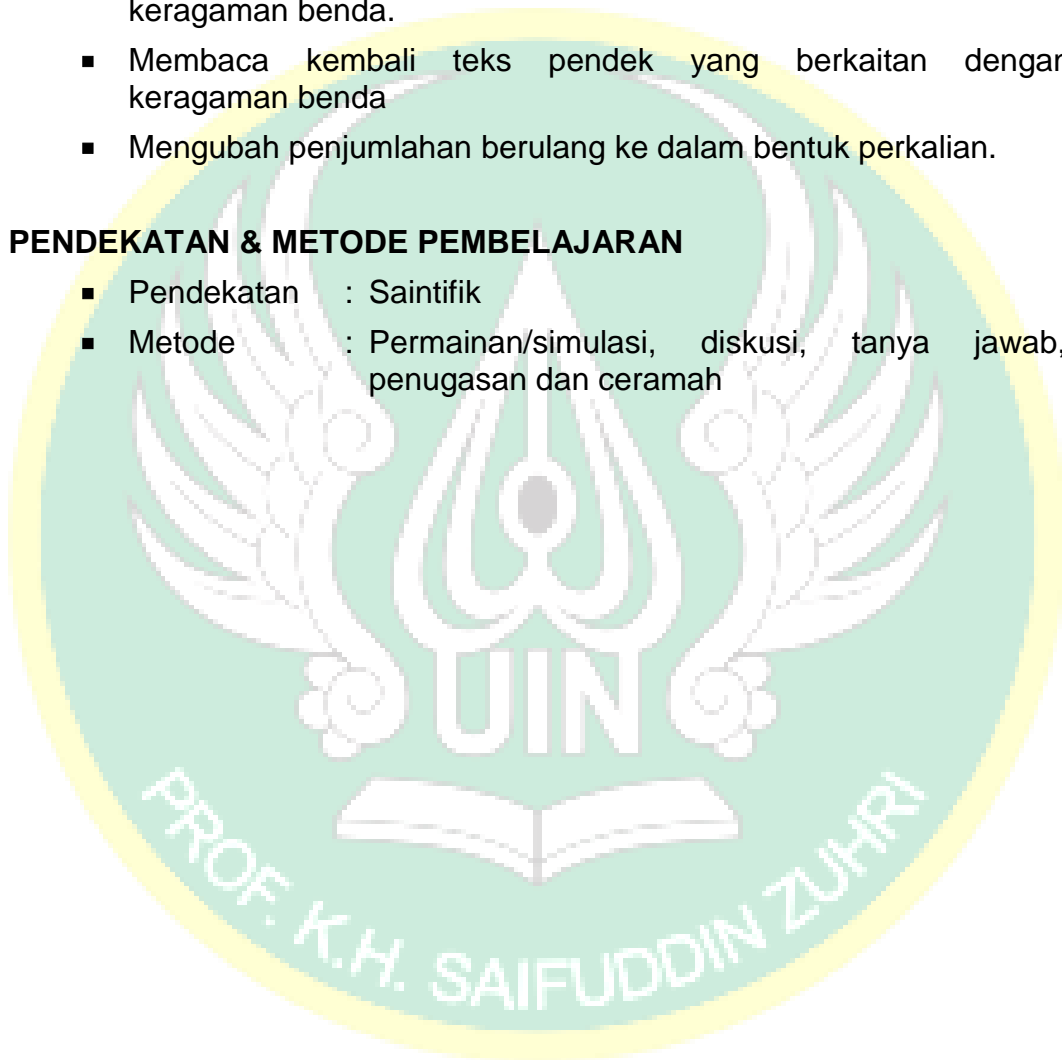 keragaman benda.
▪ Membaca kembali teks pendek yang berkaitan dengan
keragaman benda
▪ Mengubah penjumlahan berulang ke dalam bentuk perkalian.
PENDEKATAN & METODE PEMBELAJARAN
▪ Pendekatan : Saintifik
▪ Metode : Permainan/simulasi, diskusi, tanya jawab,
penugasan dan ceramah
UIN
PROF. K.H. SAIFUDDIN ZUHRI